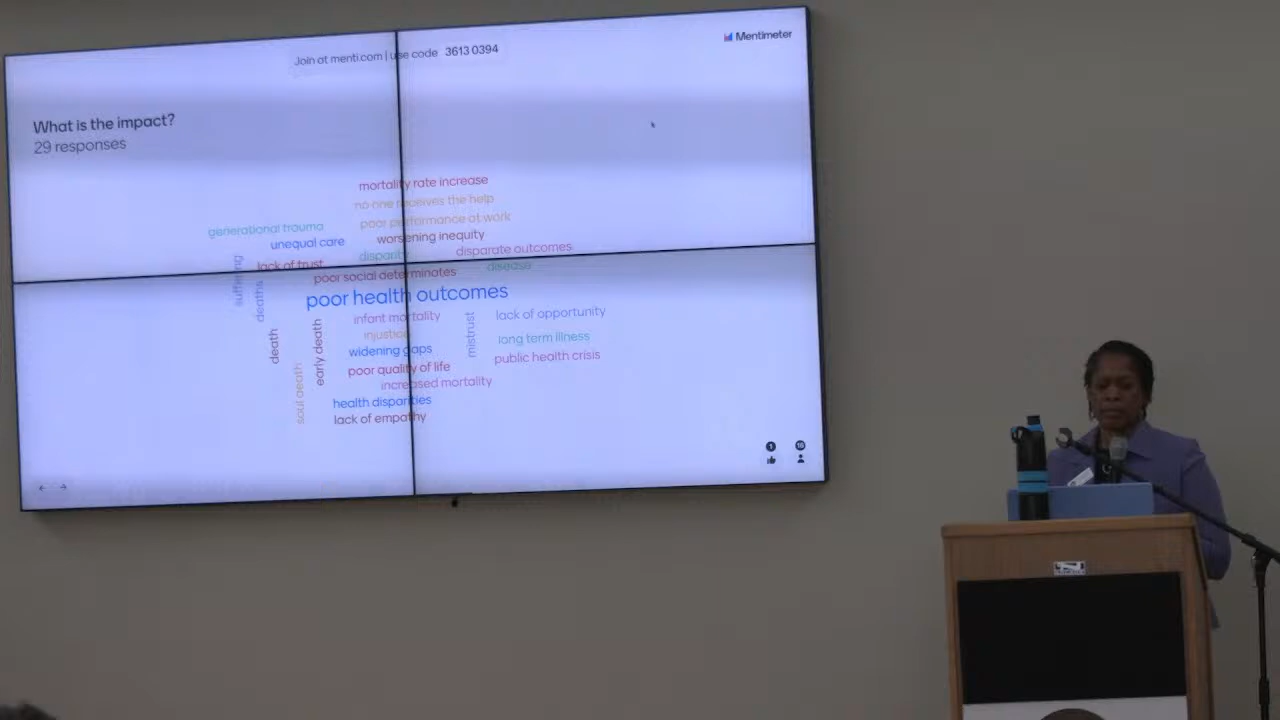 Join at menti.com | use code 3613 0394
Mentimeter
What is the impact?
29 responses
mortality rate increase
no one receives the help
poor performance at work
generational trauma
worsening inequity
unequal care
disparate outcomes
disparity
lack of trust
disease
suffering
poor social determinates
deaths
poor health outcomes
infant mortality
mistrust
lack of opportunity
injustice
death
early death
long term illness
widening gaps
public health crisis
poor quality of life
soul death
increased mortality
health disparities
lack of empathy
1